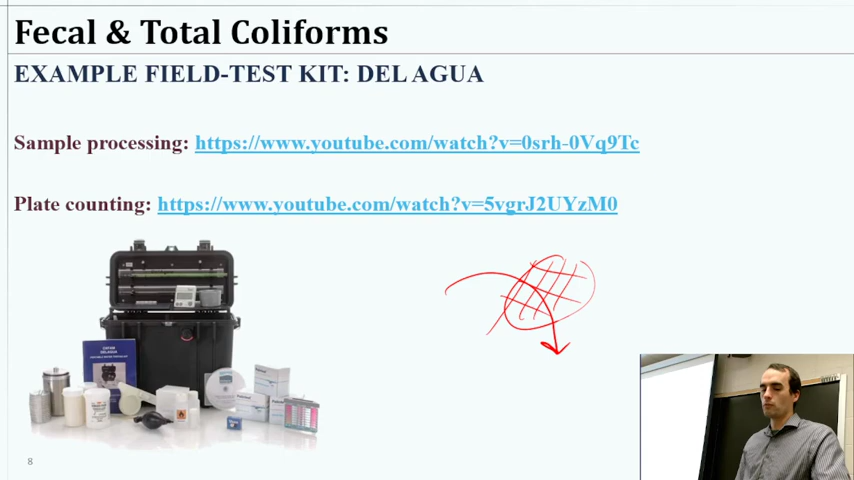 Fecal & Total Coliforms
EXAMPLE FIELD-TEST KIT: DEL AGUA
Sample processing: https://www.youtube.com/watch?v=0srh-0Vq9Tc
Plate counting: https://www.youtube.com/watch?v=5vgrJ2UYzM0
8